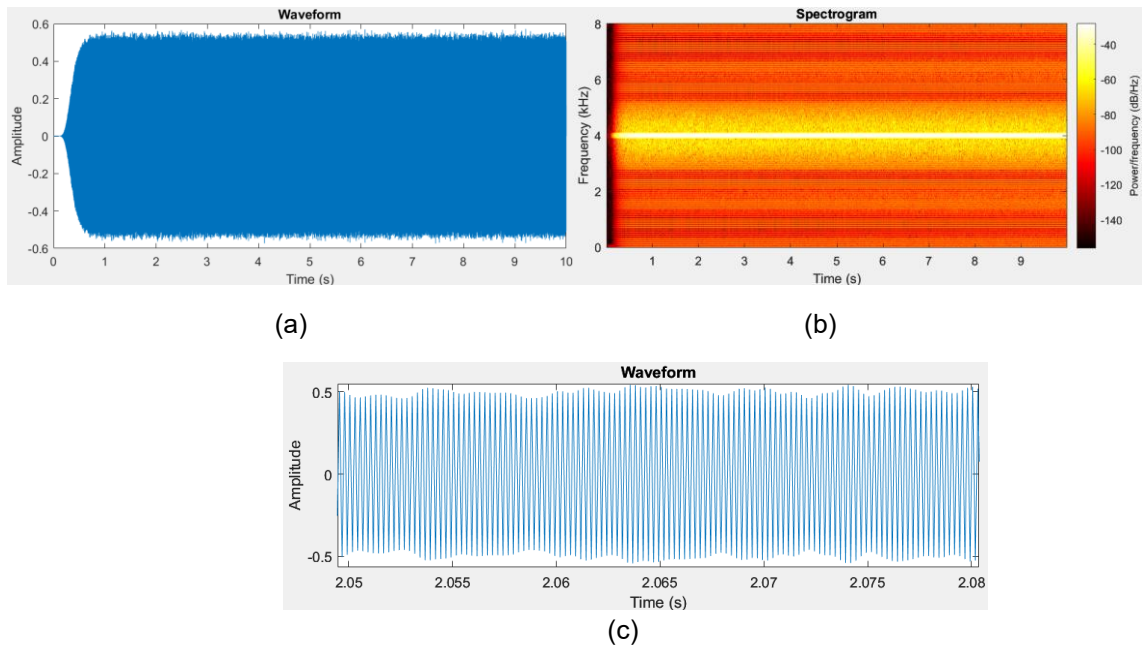 Waveform
0.6
0.4
0.2
0
-0.2
-0.4
-0.6
Amplitude
0 1 2 3 4 5 6 7 8 9 10
Time (s)
(a)
Spectrogram
8
6
4
2
0
Frequency (kHz)
1 2 3 4 5 6 7 8 9
Time (s)
-40
-60
-80
-100
-120
-140
Power/frequency (dB/Hz)
(b)
Waveform
0.5
0
-0.5
Amplitude
2.05 2.055 2.06 2.065 2.07 2.075 2.08
Time (s)
(c)